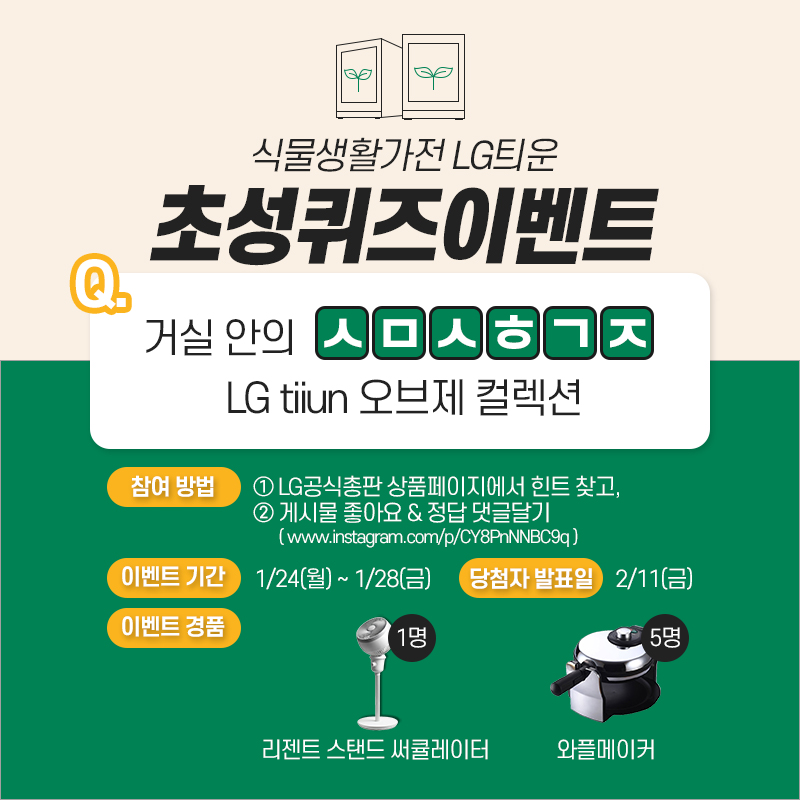 식물생활가전 LG틔운
초성퀴즈이벤트
Q.
거실 안의 ㅅㅁㅅㅎㄱㅈ
LG tiiun 오브제 컬렉션
참여 방법 ① LG공식총판 상품페이지에서 힌트 찾고,
② 게시물 좋아요 & 정답 댓글달기
( www.instagram.com/p/CY8PnNNBC9q )
이벤트 기간 1/24(월) ~ 1/28(금) 당첨자 발표일 2/11(금)
이벤트 경품
1명 5명
리젠트 스탠드 써큘레이터 와플메이커